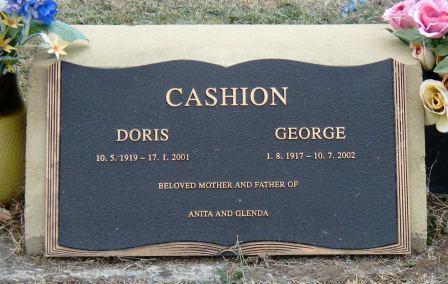 CASHION
DORIS GEORGE
10. 5. 1919 – 17. 1. 2001 1. 8. 1917 – 10. 7. 2002
BELOVED MOTHER AND FATHER OF
ANITA AND GLENDA